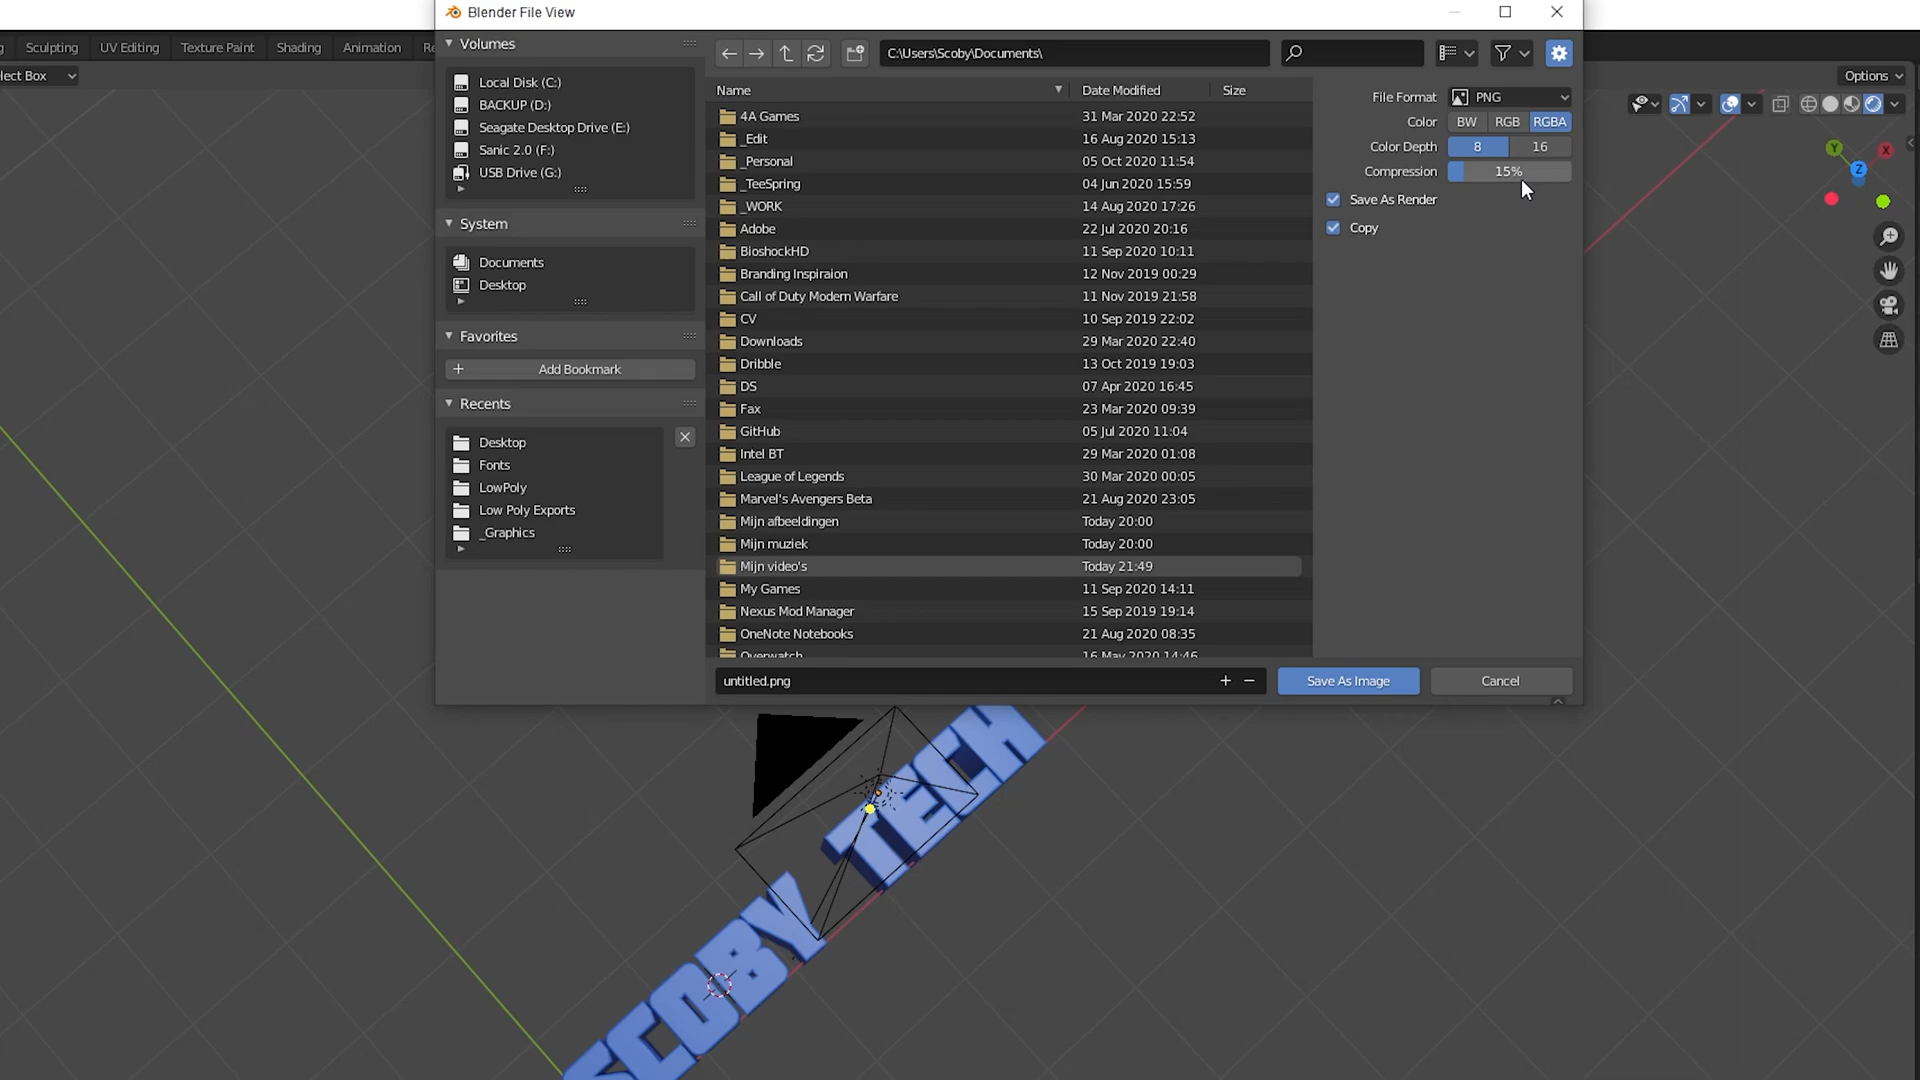 Blender File View
Sculpting UV Editing Texture Paint Shading Animation Re
lect Box
Options
Volumes
Local Disk (C:)
BACKUP (D:)
Seagate Desktop Drive (E:)
Sanic 2.0 (F:)
USB Drive (G:)
System
Documents
Desktop
Favorites
Add Bookmark
Recents
Desktop
Fonts
LowPoly
Low Poly Exports
_Graphics
C:\Users\Scoby\Documents\
Name Date Modified Size
4A Games 31 Mar 2020 22:52
_Edit 16 Aug 2020 15:13
_Personal 05 Oct 2020 11:54
_TeeSpring 04 Jun 2020 15:59
_WORK 14 Aug 2020 17:26
Adobe 22 Jul 2020 20:16
BioshockHD 11 Sep 2020 10:11
Branding Inspiraion 12 Nov 2019 00:29
Call of Duty Modern Warfare 11 Nov 2019 21:58
CV 10 Sep 2019 22:02
Downloads 29 Mar 2020 22:40
Dribble 13 Oct 2019 19:03
DS 07 Apr 2020 16:45
Fax 23 Mar 2020 09:39
GitHub 05 Jul 2020 11:04
Intel BT 29 Mar 2020 01:08
League of Legends 30 Mar 2020 00:05
Marvel's Avengers Beta 21 Aug 2020 23:05
Mijn afbeeldingen Today 20:00
Mijn muziek Today 20:00
Mijn video's Today 21:49
My Games 11 Sep 2020 14:11
Nexus Mod Manager 15 Sep 2019 19:14
OneNote Notebooks 21 Aug 2020 08:35
Overwatch 16 May 2020 14:46
untitled.png + −
Save As Image
Cancel
File Format PNG
Color BW RGB RGBA
Color Depth 8 16
Compression 15%
Save As Render
Copy
Y X
Z
SCOBY TECH